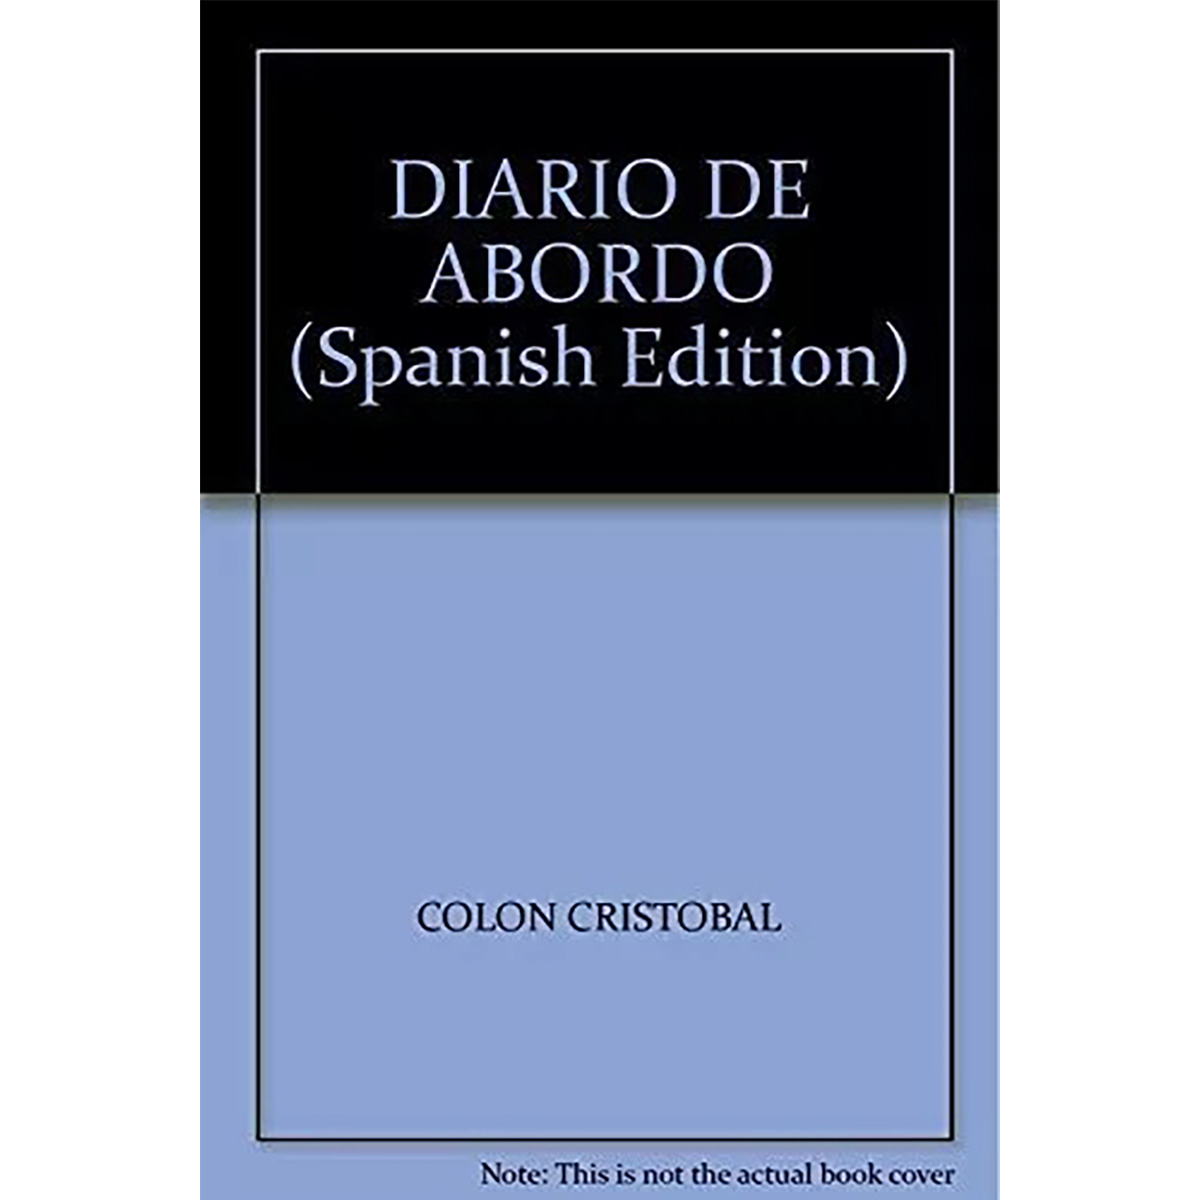 DIARIO DE
ABORDO
(Spanish Edition)
COLON CRISTOBAL
Note: This is not the actual book cover